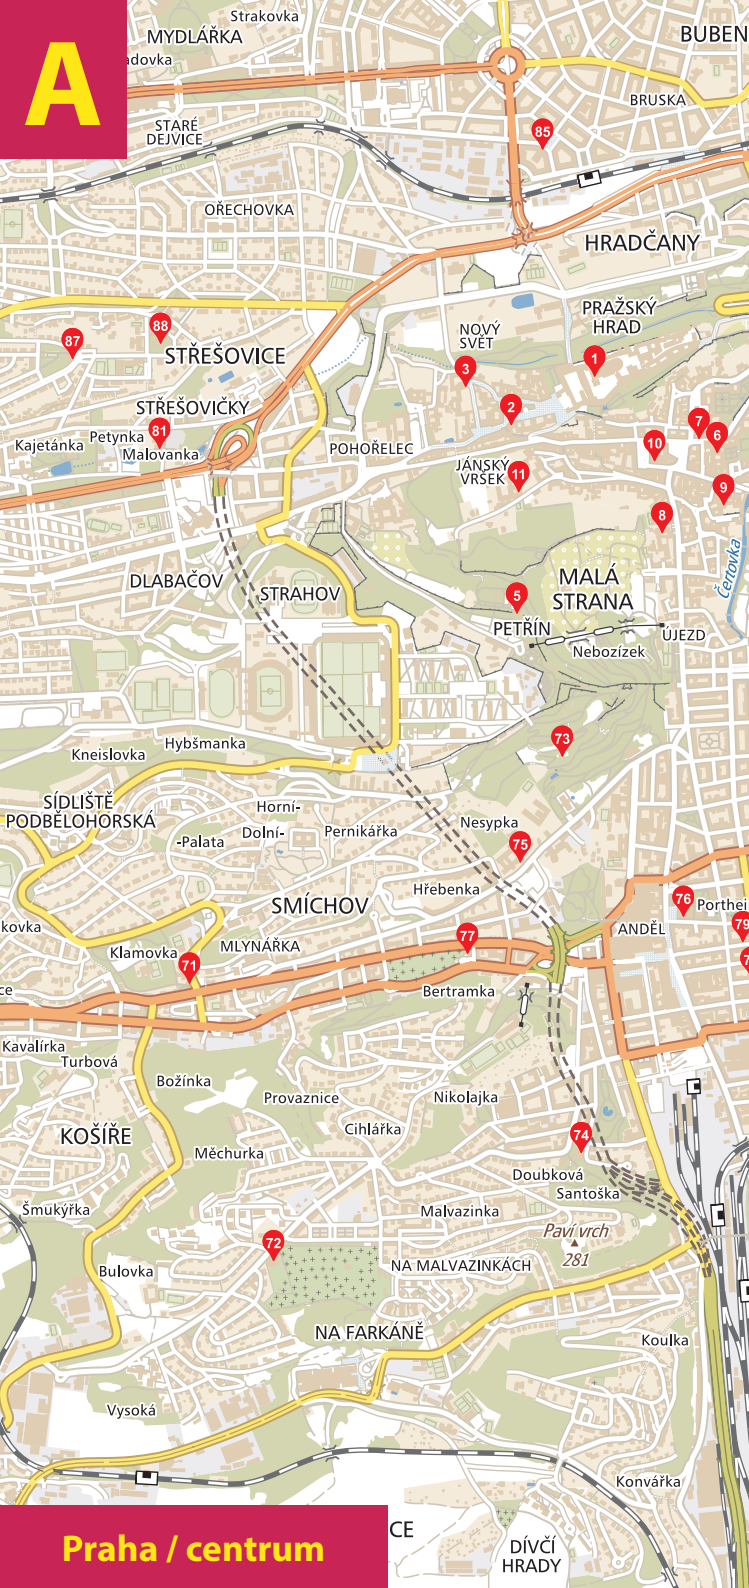 A
Strakovka
MYDLÁŘKA
adovka
BUBEN
BRUSKA
STARÉ
DEJVICE
85
OŘECHOVKA
HRADČANY
PRAŽSKÝ
HRAD
NOVÝ
SVĚT
88
87
STŘEŠOVICE
1
3
2
STŘEŠOVIČKY
81
Petynka
Kajetánka
Malovanka
POHOŘELEC
7
6
10
JÁNSKÝ
VRŠEK
11
9
8
Čertovka
DLABAČOV
STRAHOV
MALÁ
STRANA
5
PETŘÍN
ÚJEZD
Nebozízek
73
Hybšmanka
Kneislovka
SÍDLIŠTĚ
PODBĚLOHORSKÁ
Horní-
Dolní-
-Palata
Pernikářka
Nesypka
75
Hřebenka
SMÍCHOV
76
Porthei
79
ANDĚL
kovka
77
MLYNÁŘKA
Klamovka
71
7
ce
Bertramka
Kavalírka
Turbová
Božínka
Provaznice
Nikolajka
KOŠÍŘE
Cihlářka
74
Měchurka
Doubková
Santoška
Šmukýřka
Malvazinka
Paví vrch
281
72
NA MALVAZINKÁCH
Bulovka
NA FARKÁNĚ
Koulka
Vysoká
Konvářka
CE
DÍVČÍ
HRADY
Praha / centrum